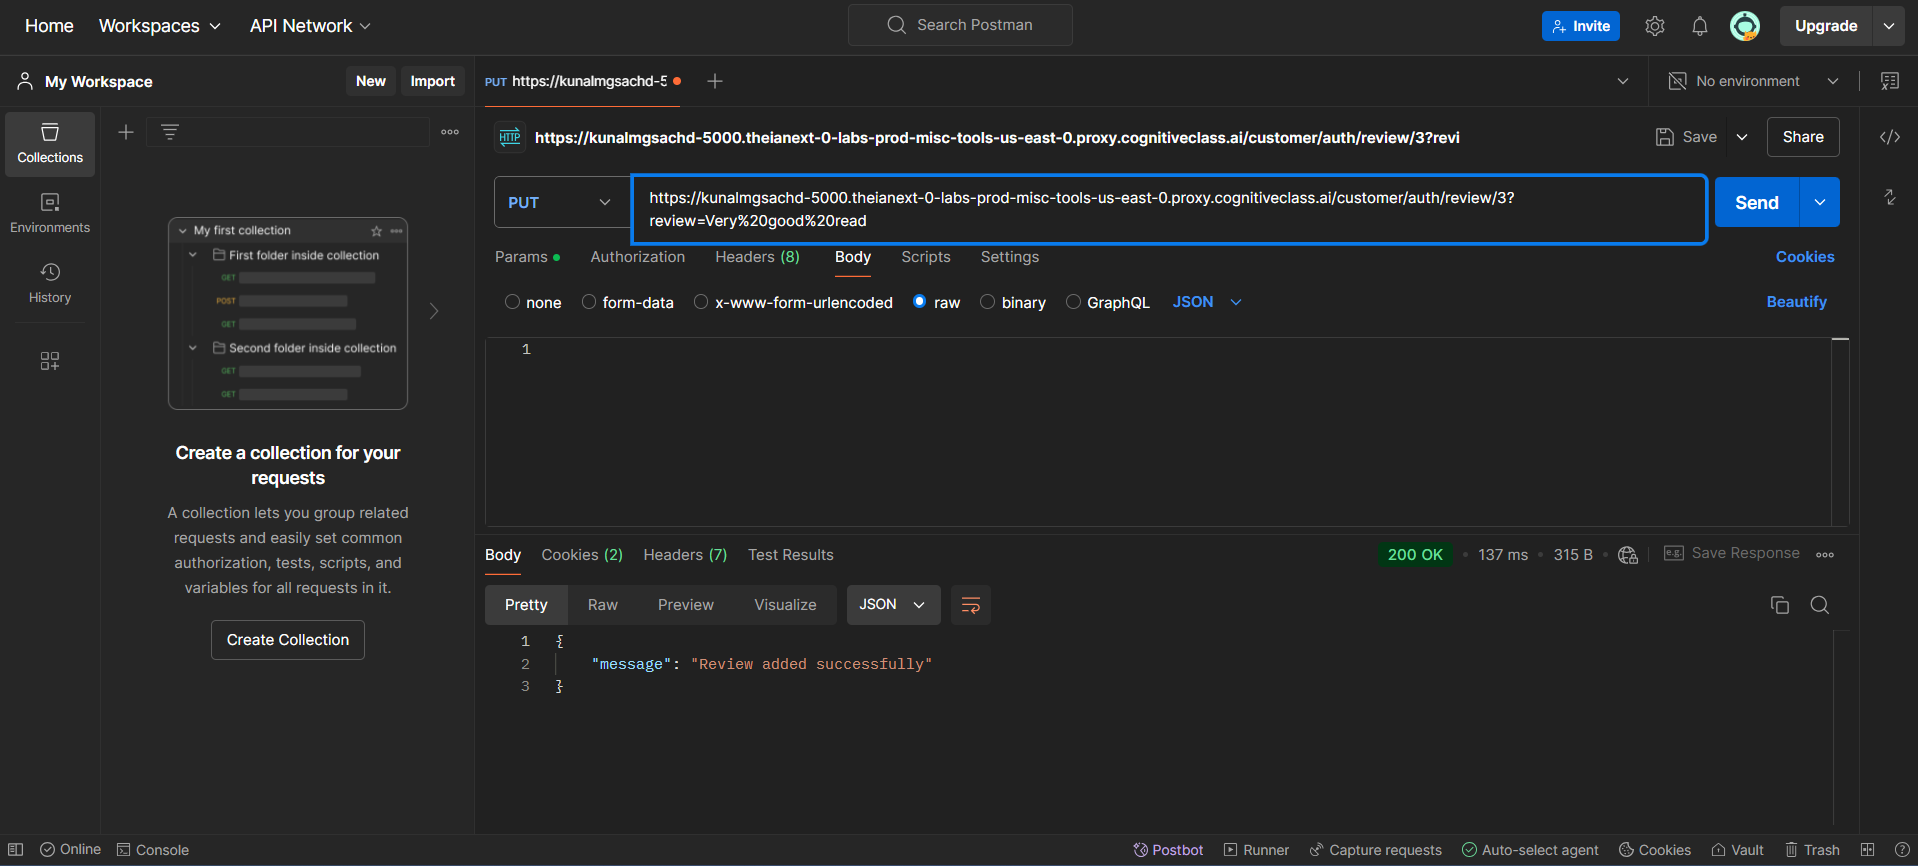 Home Workspaces API Network Search Postman Invite Upgrade
My Workspace New Import PUT https://kunalmgsachd-5 No environment
HTTP https://kunalmgsachd-5000.theianext-0-labs-prod-misc-tools-us-east-0.proxy.cognitiveclass.ai/customer/auth/review/3?revi Save Share
Collections
Environments
History
PUT https://kunalmgsachd-5000.theianext-0-labs-prod-misc-tools-us-east-0.proxy.cognitiveclass.ai/customer/auth/review/3?
review=Very%20good%20read
Send
Params Authorization Headers (8) Body Scripts Settings Cookies
none form-data x-www-form-urlencoded raw binary GraphQL JSON Beautify
1
My first collection
First folder inside collection
GET
POST
GET
Second folder inside collection
GET
GET
Create a collection for your
requests
A collection lets you group related
requests and easily set common
authorization, tests, scripts, and
variables for all requests in it.
Create Collection
Body Cookies (2) Headers (7) Test Results 200 OK 137 ms 315 B e.g. Save Response
Pretty Raw Preview Visualize JSON
1 {
2 "message": "Review added successfully"
3 }
Online Console Postbot Runner Capture requests Auto-select agent Cookies Vault Trash